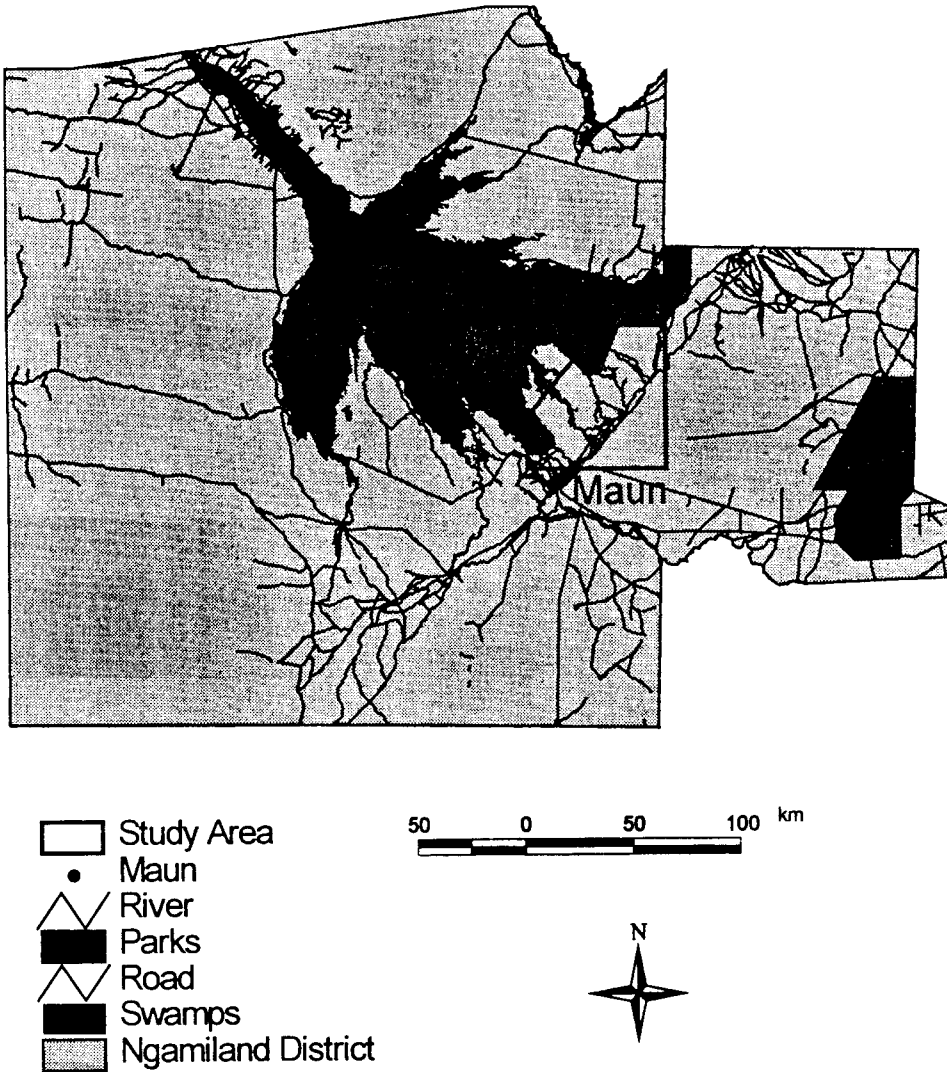 Maun
50 0 50 100 km
Study Area
Maun
River
Parks
Road
Swamps
Ngamiland District
N